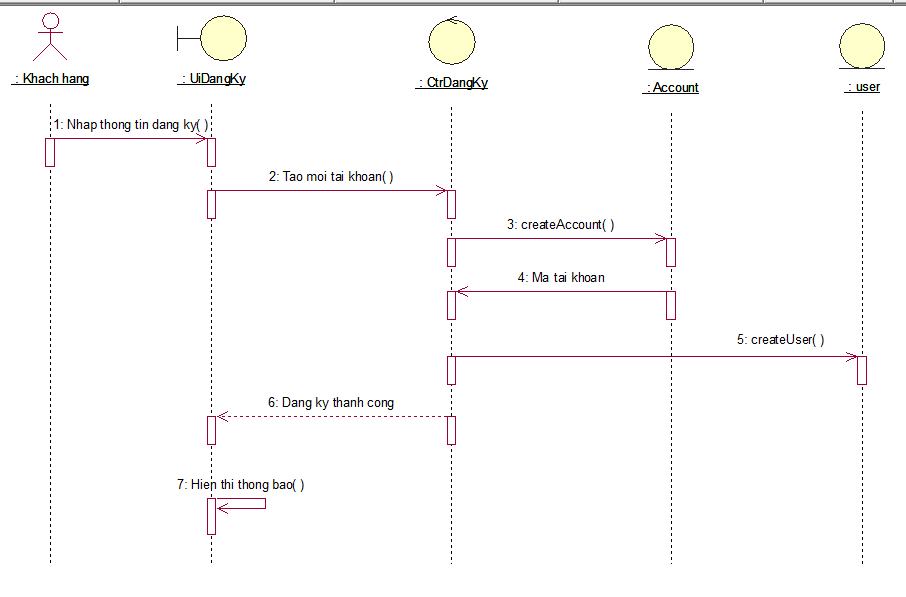 : Khach hang
: UiDangKy
: CtrDangKy
: Account
: user
1: Nhap thong tin dang ky( )
2: Tao moi tai khoan( )
3: createAccount( )
4: Ma tai khoan
5: createUser( )
6: Dang ky thanh cong
7: Hien thi thong bao( )